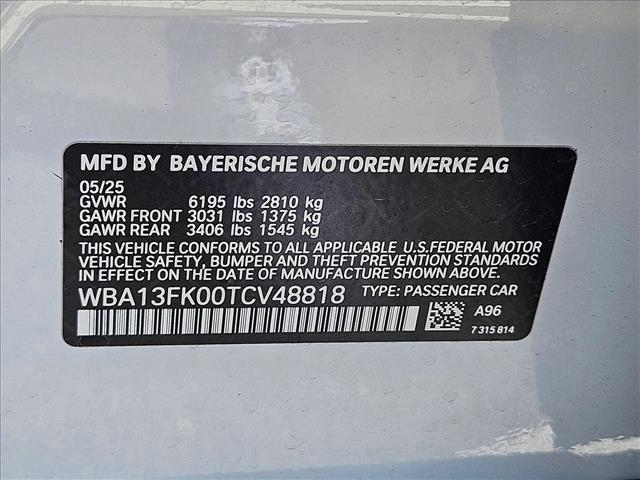 MFD BY BAYERISCHE MOTOREN WERKE AG
05/25
GVWR 6195 lbs 2810 kg
GAWR FRONT 3031 lbs 1375 kg
GAWR REAR 3406 lbs 1545 kg
THIS VEHICLE CONFORMS TO ALL APPLICABLE U.S.FEDERAL MOTOR
VEHICLE SAFETY, BUMPER AND THEFT PREVENTION STANDARDS IN
EFFECT ON THE DATE OF MANUFACTURE SHOWN ABOVE.
WBA13FK00TCV48818 TYPE: PASSENGER CAR
A96
7 315 814